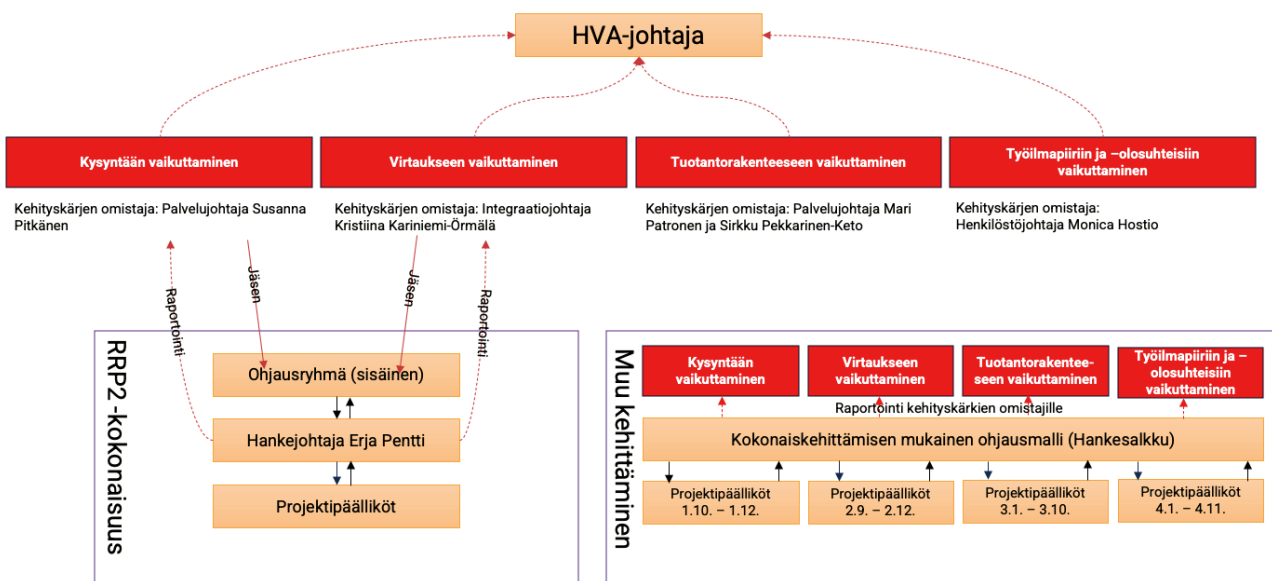 HVA-johtaja
Kysyntään vaikuttaminen
Virtaukseen vaikuttaminen
Tuotantorakenteeseen vaikuttaminen
Työilmapiiriin ja –olosuhteisiin
vaikuttaminen
Kehityskärjen omistaja: Palvelujohtaja Susanna
Pitkänen
Kehityskärjen omistaja: Integraatiojohtaja
Kristiina Kariniemi-Örmälä
Kehityskärjen omistaja: Palvelujohtaja Mari
Patronen ja Sirkku Pekkarinen-Keto
Kehityskärjen omistaja:
Henkilöstöjohtaja Monica Hostio
Raportointi
Jäsen
Jäsen
Raportointi
RRP2 -kokonaisuus
Ohjausryhmä (sisäinen)
Hankejohtaja Erja Pentti
Projektipäälliköt
Muu kehittäminen
Kysyntään
vaikuttaminen
Virtaukseen
vaikuttaminen
Tuotantorakentee-
seen vaikuttaminen
Työilmapiiriin ja –
olosuhteisiin
vaikuttaminen
Raportointi kehityskärkien omistajille
Kokonaiskehittämisen mukainen ohjausmalli (Hankesalkku)
Projektipäälliköt
1.10. – 1.12.
Projektipäälliköt
2.9. – 2.12.
Projektipäälliköt
3.1. – 3.10.
Projektipäälliköt
4.1. – 4.11.